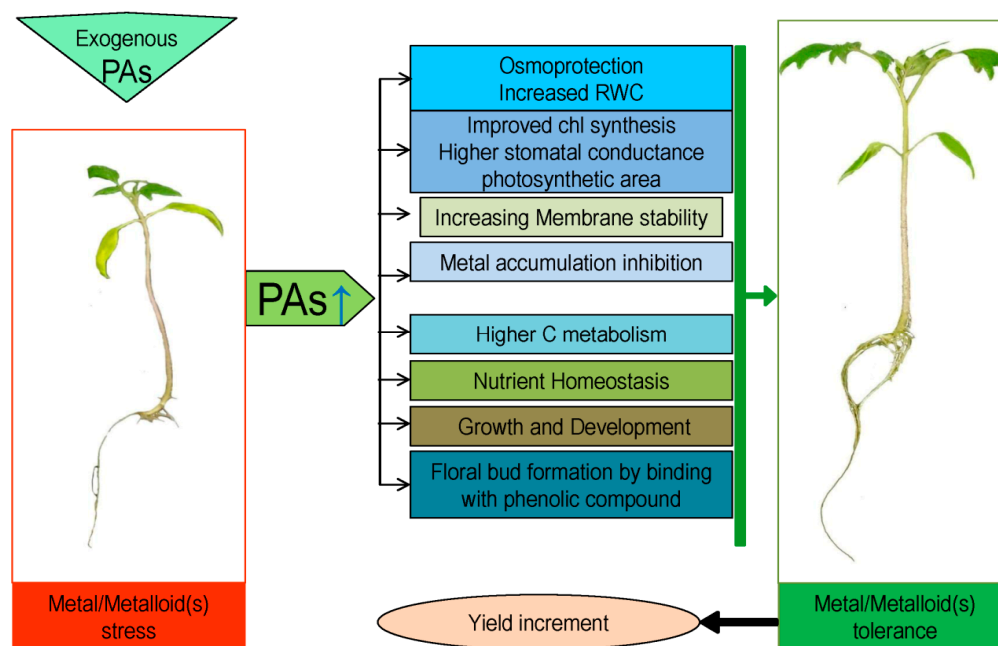 Exogenous
PAs
Metal/Metalloid(s)
stress
PAs↑
Osmoprotection
Increased RWC
Improved chl synthesis
Higher stomatal conductance
photosynthetic area
Increasing Membrane stability
Metal accumulation inhibition
Higher C metabolism
Nutrient Homeostasis
Growth and Development
Floral bud formation by binding
with phenolic compound
Metal/Metalloid(s)
tolerance
Yield increment